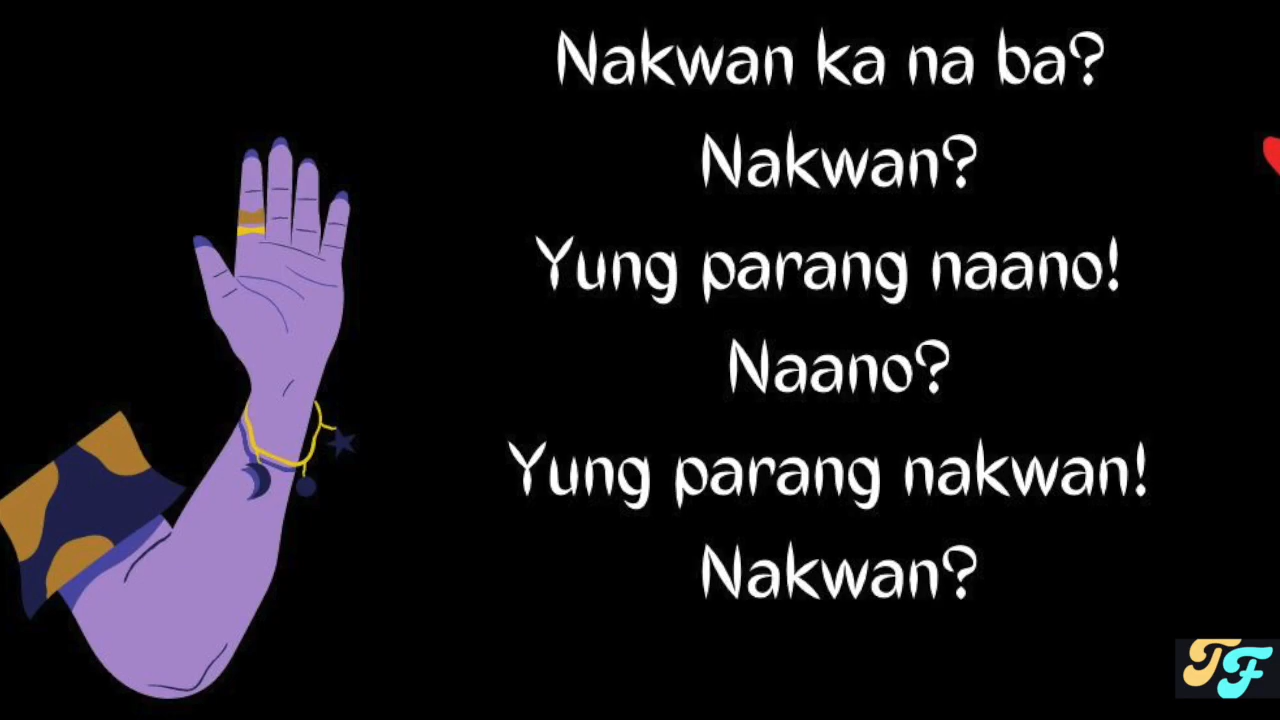 Nakwan ka na ba?
Nakwan?
Yung parang naano!
Naano?
Yung parang nakwan!
Nakwan?
TF